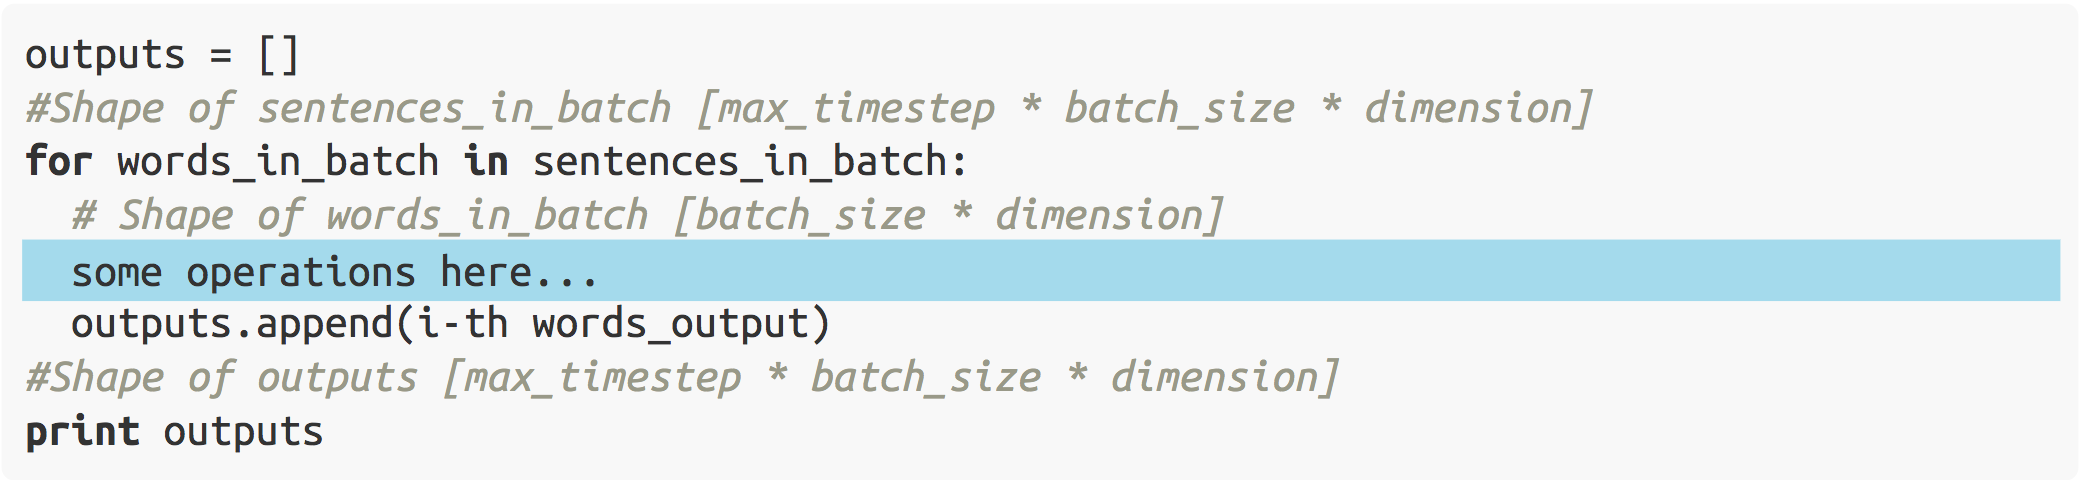 outputs = []
#Shape of sentences_in_batch [max_timestep * batch_size * dimension]
for words_in_batch in sentences_in_batch:
  # Shape of words_in_batch [batch_size * dimension]
  some operations here...
  outputs.append(i-th words_output)
#Shape of outputs [max_timestep * batch_size * dimension]
print outputs